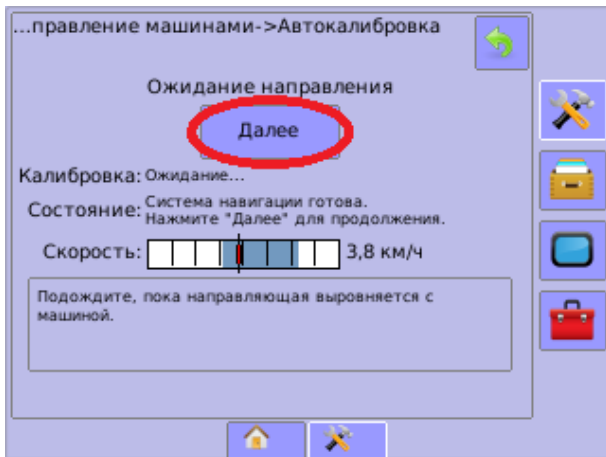 ...правление машинами->Автокалибровка
Ожидание направления
Далее
Калибровка: Ожидание...
Состояние: Система навигации готова.
Нажмите "Далее" для продолжения.
Скорость: 3,8 км/ч
Подождите, пока направляющая выровняется с
машиной.